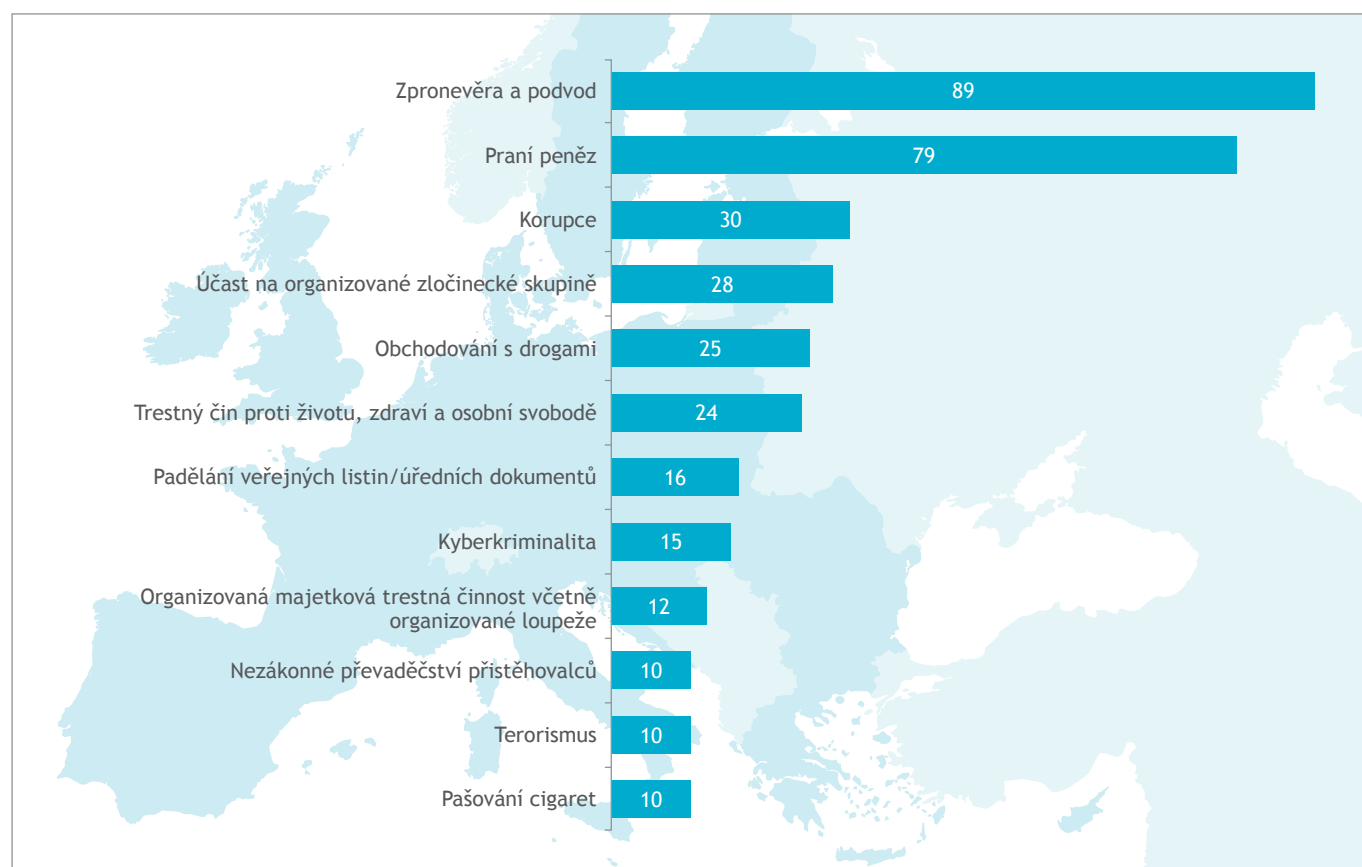 Zpronevěra a podvod 89
Praní peněz 79
Korupce 30
Účast na organizované zločinecké skupině 28
Obchodování s drogami 25
Trestný čin proti životu, zdraví a osobní svobodě 24
Padělání veřejných listin/úředních dokumentů 16
Kyberkriminalita 15
Organizovaná majetková trestná činnost včetně
organizované loupeže 12
Nezákonné převaděčství přistěhovalců 10
Terorismus 10
Pašování cigaret 10